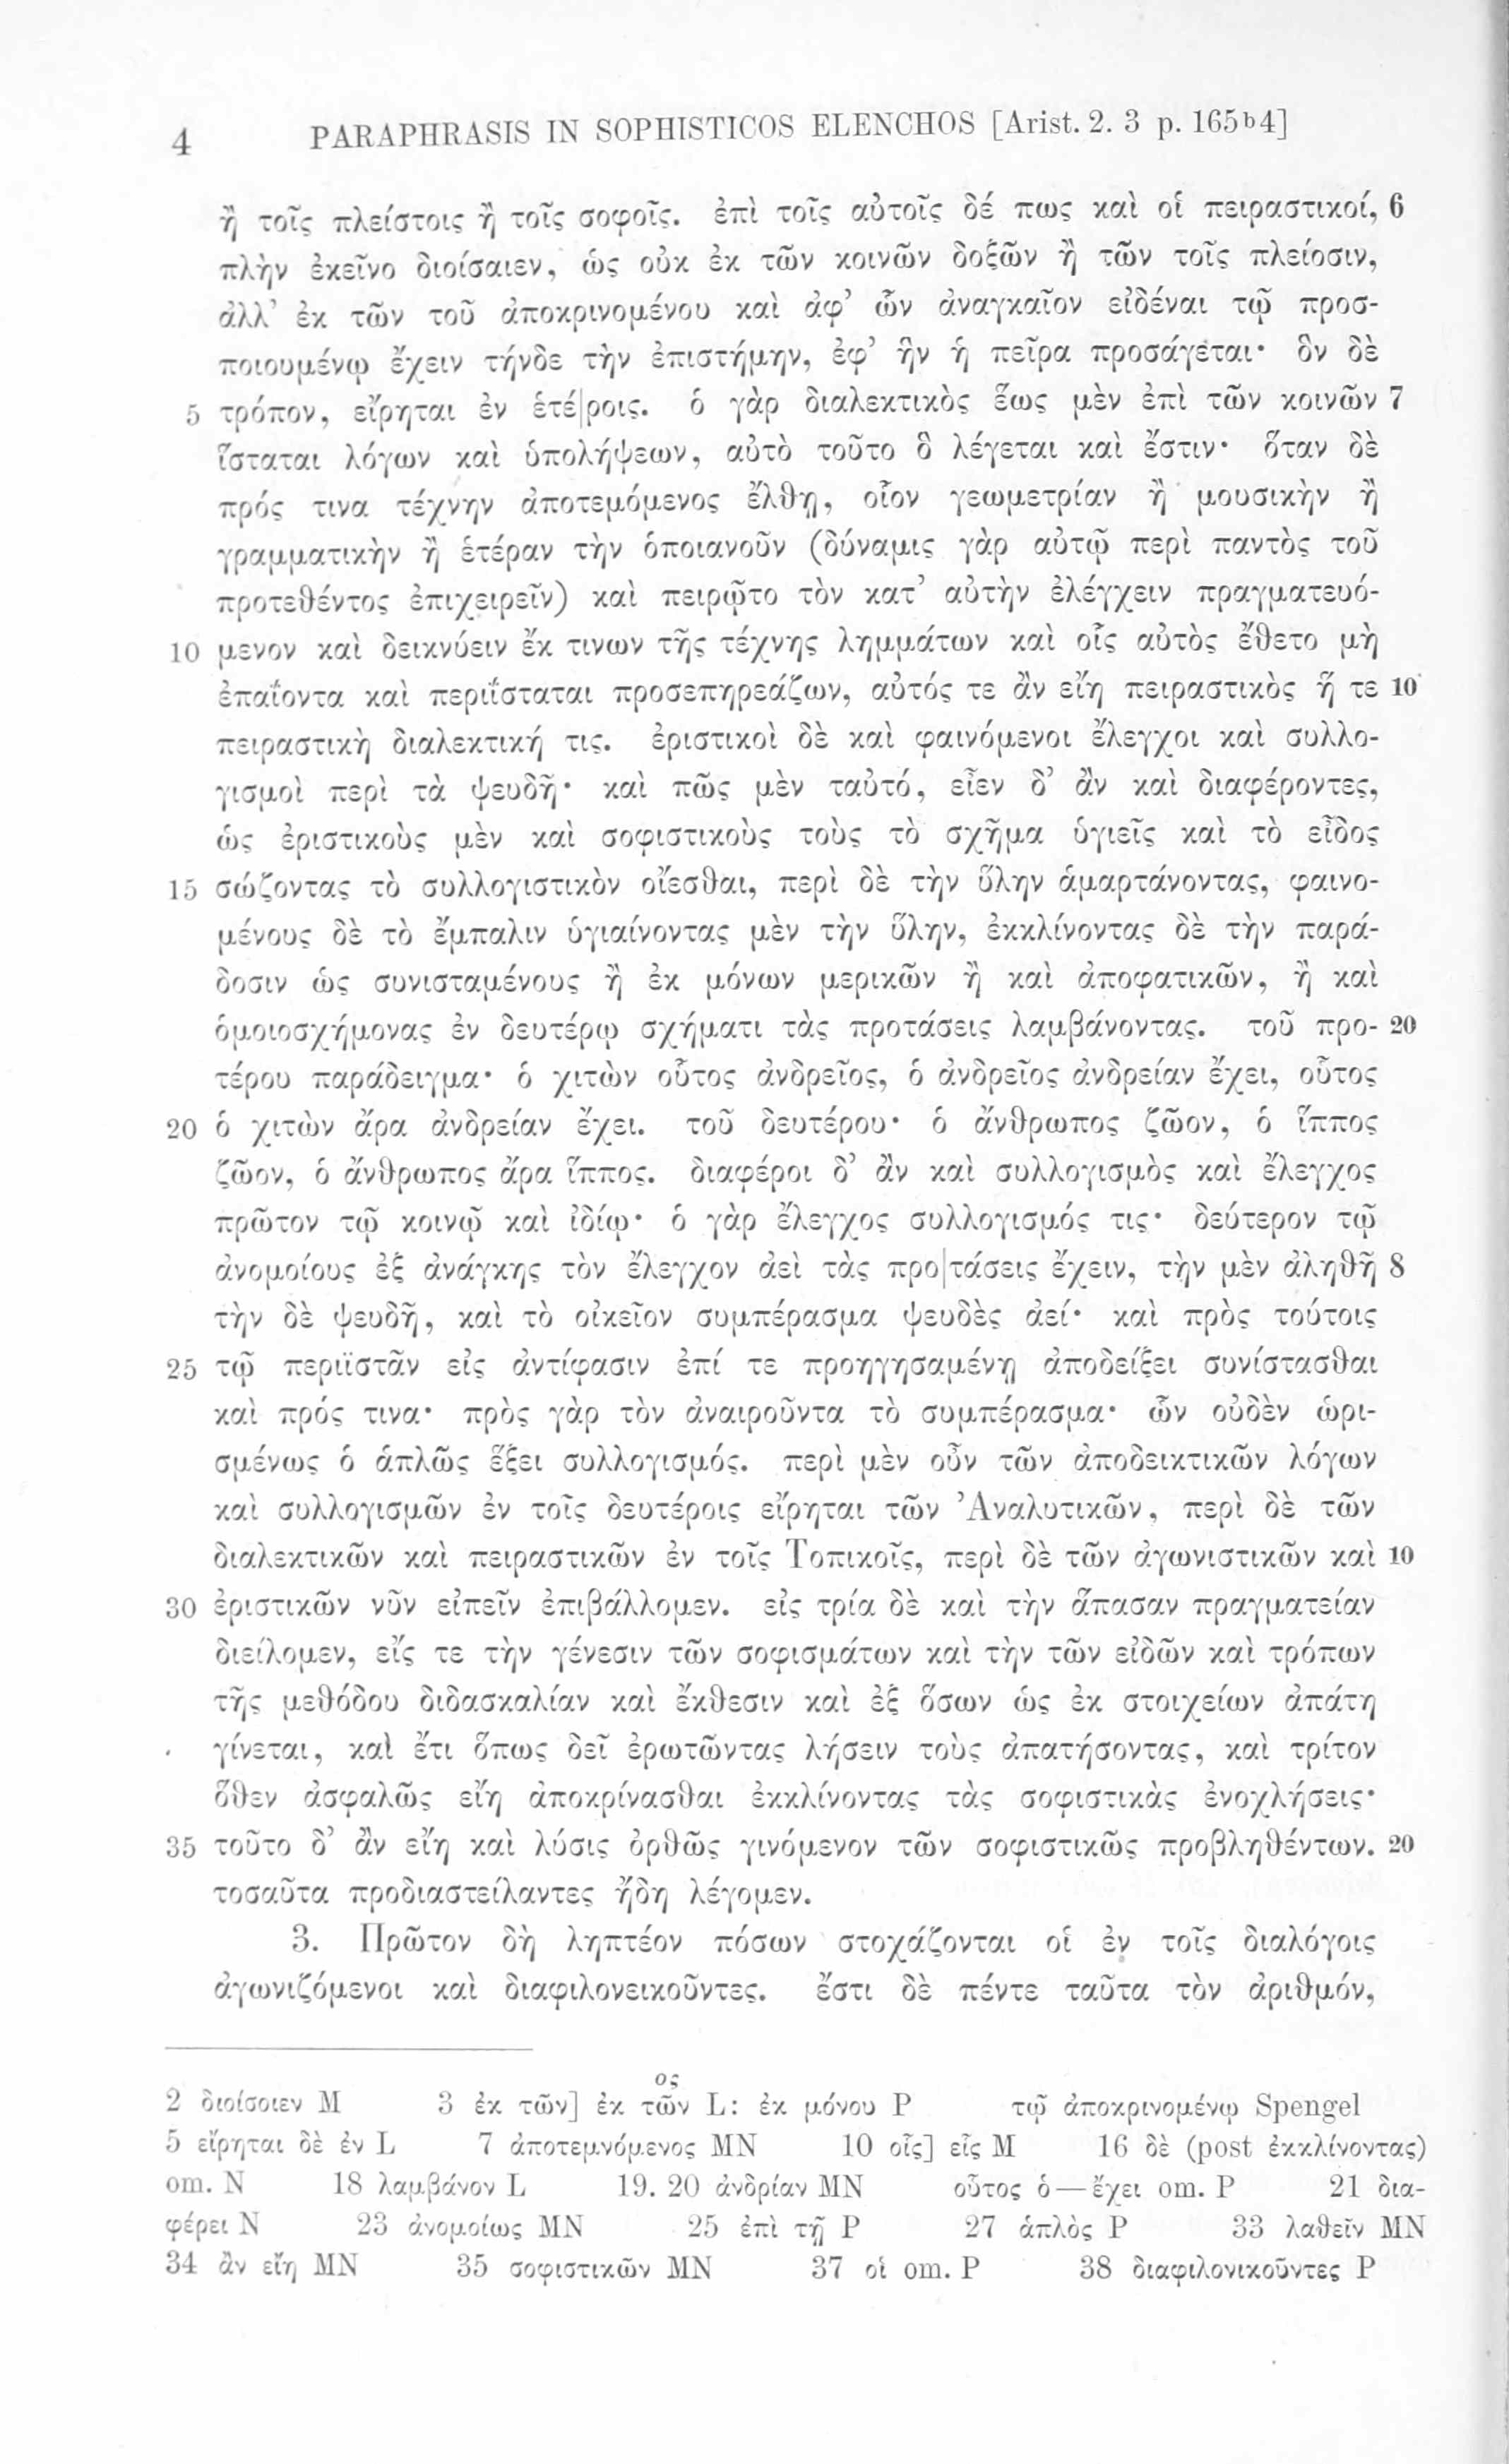 4 PARAPHRASIS IN SOPHISTICOS ELENCHOS [Arist. 2. 3 p. 165b4]
ἢ τοῖς πλείστοις ἢ τοῖς σοφοῖς. ἐπὶ τοῖς αὐτοῖς δέ πως καὶ οἱ πειραστικοί, 6
πλὴν ἐκεῖνο διοίσαιεν, ὡς οὐκ ἐκ τῶν κοινῶν δοξῶν ἢ τῶν τοῖς πλείοσιν,
ἀλλ’ ἐκ τῶν τοῦ ἀποκρινομένου καὶ ἀφ’ ὧν ἀναγκαῖον εἰδέναι τῷ προσ-
ποιουμένῳ ἔχειν τήνδε τὴν ἐπιστήμην, ἐφ’ ἣν ἡ πεῖρα προσάγεται· ὃν δὲ
5 τρόπον, εἴρηται ἐν ἑτέ|ροις. ὁ γὰρ διαλεκτικὸς ἕως μὲν ἐπὶ τῶν κοινῶν 7
ἵσταται λόγων καὶ ὑπολήψεων, αὐτὸ τοῦτο ὃ λέγεται καὶ ἔστιν· ὅταν δὲ
πρός τινα τέχνην ἀποτεμόμενος ἔλθῃ, οἷον γεωμετρίαν ἢ μουσικὴν ἢ
γραμματικὴν ἢ ἑτέραν τὴν ὁποιανοῦν (δύναμις γὰρ αὐτῷ περὶ παντὸς τοῦ
προτεθέντος ἐπιχειρεῖν) καὶ πειρῷτο τὸν κατ’ αὐτὴν ἐλέγχειν πραγματευό-
10 μενον καὶ δεικνύειν ἔκ τινων τῆς τέχνης λημμάτων καὶ οἷς αὐτὸς ἔθετο μὴ
ἐπαΐοντα καὶ περιΐσταται προσεπηρεάζων, αὐτός τε ἂν εἴη πειραστικὸς ἥ τε 10
πειραστικὴ διαλεκτική τις. ἐριστικοὶ δὲ καὶ φαινόμενοι ἔλεγχοι καὶ συλλο-
γισμοὶ περὶ τὰ ψευδῆ· καὶ πῶς μὲν ταὐτό, εἶεν δ’ ἂν καὶ διαφέροντες,
ὡς ἐριστικοὺς μὲν καὶ σοφιστικοὺς τοὺς τὸ σχῆμα ὑγιεῖς καὶ τὸ εἶδος
15 σώζοντας τὸ συλλογιστικὸν οἴεσθαι, περὶ δὲ τὴν ὕλην ἁμαρτάνοντας, φαινο-
μένους δὲ τὸ ἔμπαλιν ὑγιαίνοντας μὲν τὴν ὕλην, ἐκκλίνοντας δὲ τὴν παρά-
δοσιν ὡς συνισταμένους ἢ ἐκ μόνων μερικῶν ἢ καὶ ἀποφατικῶν, ἢ καὶ
ὁμοιοσχήμονας ἐν δευτέρῳ σχήματι τὰς προτάσεις λαμβάνοντας. τοῦ προ- 20
τέρου παράδειγμα· ὁ χιτὼν οὗτος ἀνδρεῖος, ὁ ἀνδρεῖος ἀνδρείαν ἔχει, οὗτος
20 ὁ χιτὼν ἄρα ἀνδρείαν ἔχει. τοῦ δευτέρου· ὁ ἄνθρωπος ζῶον, ὁ ἵππος
ζῶον, ὁ ἄνθρωπος ἄρα ἵππος. διαφέροι δ’ ἂν καὶ συλλογισμὸς καὶ ἔλεγχος
πρῶτον τῷ κοινῷ καὶ ἰδίῳ· ὁ γὰρ ἔλεγχος συλλογισμός τις· δεύτερον τῷ
ἀνομοίους ἐξ ἀνάγκης τὸν ἔλεγχον ἀεὶ τὰς προ|τάσεις ἔχειν, τὴν μὲν ἀληθῆ 8
τὴν δὲ ψευδῆ, καὶ τὸ οἰκεῖον συμπέρασμα ψευδὲς ἀεί· καὶ πρὸς τούτοις
25 τῷ περιϊστᾶν εἰς ἀντίφασιν ἐπί τε προηγησαμένῃ ἀποδείξει συνίστασθαι
καὶ πρός τινα· πρὸς γὰρ τὸν ἀναιροῦντα τὸ συμπέρασμα· ὧν οὐδὲν ὡρι-
σμένως ὁ ἁπλῶς ἕξει συλλογισμός. περὶ μὲν οὖν τῶν ἀποδεικτικῶν λόγων
καὶ συλλογισμῶν ἐν τοῖς δευτέροις εἴρηται τῶν Ἀναλυτικῶν, περὶ δὲ τῶν
διαλεκτικῶν καὶ πειραστικῶν ἐν τοῖς Τοπικοῖς, περὶ δὲ τῶν ἀγωνιστικῶν καὶ 10
30 ἐριστικῶν νῦν εἰπεῖν ἐπιβάλλομεν. εἰς τρία δὲ καὶ τὴν ἅπασαν πραγματείαν
διείλομεν, εἴς τε τὴν γένεσιν τῶν σοφισμάτων καὶ τὴν τῶν εἰδῶν καὶ τρόπων
τῆς μεθόδου διδασκαλίαν καὶ ἔκθεσιν καὶ ἐξ ὅσων ὡς ἐκ στοιχείων ἀπάτη
γίνεται, καὶ ἔτι ὅπως δεῖ ἐρωτῶντας λήσειν τοὺς ἀπατήσοντας, καὶ τρίτον
ὅθεν ἀσφαλῶς εἴη ἀποκρίνασθαι ἐκκλίνοντας τὰς σοφιστικὰς ἐνοχλήσεις·
35 τοῦτο δ’ ἂν εἴη καὶ λύσις ὀρθῶς γινόμενον τῶν σοφιστικῶς προβληθέντων. 20
τοσαῦτα προδιαστείλαντες ἤδη λέγομεν.
3. Πρῶτον δὴ ληπτέον πόσων στοχάζονται οἱ ἐν τοῖς διαλόγοις
ἀγωνιζόμενοι καὶ διαφιλονεικοῦντες. ἔστι δὲ πέντε ταῦτα τὸν ἀριθμόν,
ος
2 διοίσοιεν M 3 ἐκ τῶν] ἐκ τῶν L: ἐκ μόνου P τῷ ἀποκρινομένῳ Spengel
5 εἴρηται δὲ ἐν L 7 ἀποτεμνόμενος MN 10 οἷς] εἰς M 16 δὲ (post ἐκκλίνοντας)
om. N 18 λαμβάνον L 19. 20 ἀνδρίαν MN οὗτος ὁ—ἔχει om. P 21 δια-
φέρει N 23 ἀνομοίως MN 25 ἐπὶ τῇ P 27 ἁπλὸς P 33 λαθεῖν MN
34 ἂν εἴη MN 35 σοφιστικῶν MN 37 οἱ om. P 38 διαφιλονικοῦντες P